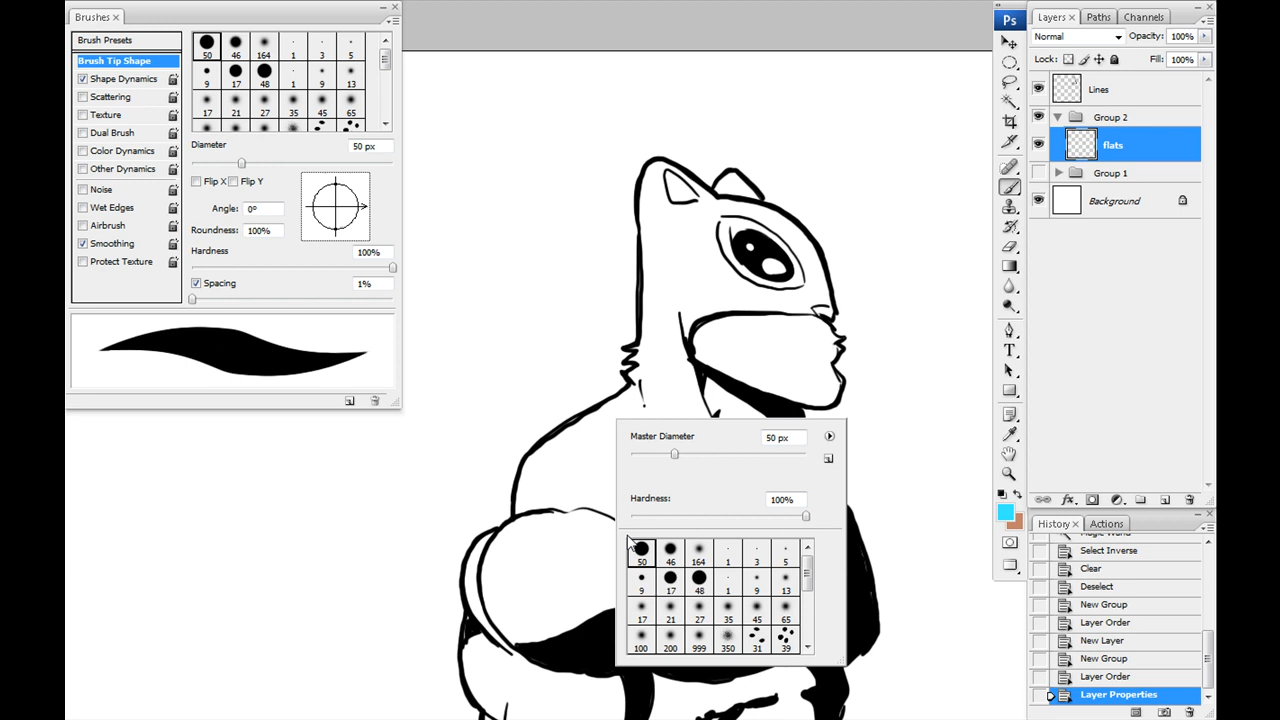 Brushes ×
Brush Presets
Brush Tip Shape
Shape Dynamics
Scattering
Texture
Dual Brush
Color Dynamics
Other Dynamics
Noise
Wet Edges
Airbrush
Smoothing
Protect Texture
50 46 164 1 3 5
9 17 48 1 9 13
17 21 27 35 45 65
Diameter 50 px
Flip X Flip Y
Angle: 0°
Roundness: 100%
Hardness 100%
Spacing 1%
Master Diameter 50 px
Hardness: 100%
50 46 164 1 3 5
9 17 48 1 9 13
17 21 27 35 45 65
100 200 999 350 31 39
Ps
T
Layers × Paths Channels
Normal Opacity: 100%
Lock: Fill: 100%
Lines
Group 2
flats
Group 1
Background
History × Actions
Magic Wand
Select Inverse
Clear
Deselect
New Group
Layer Order
New Layer
New Group
Layer Order
Layer Properties